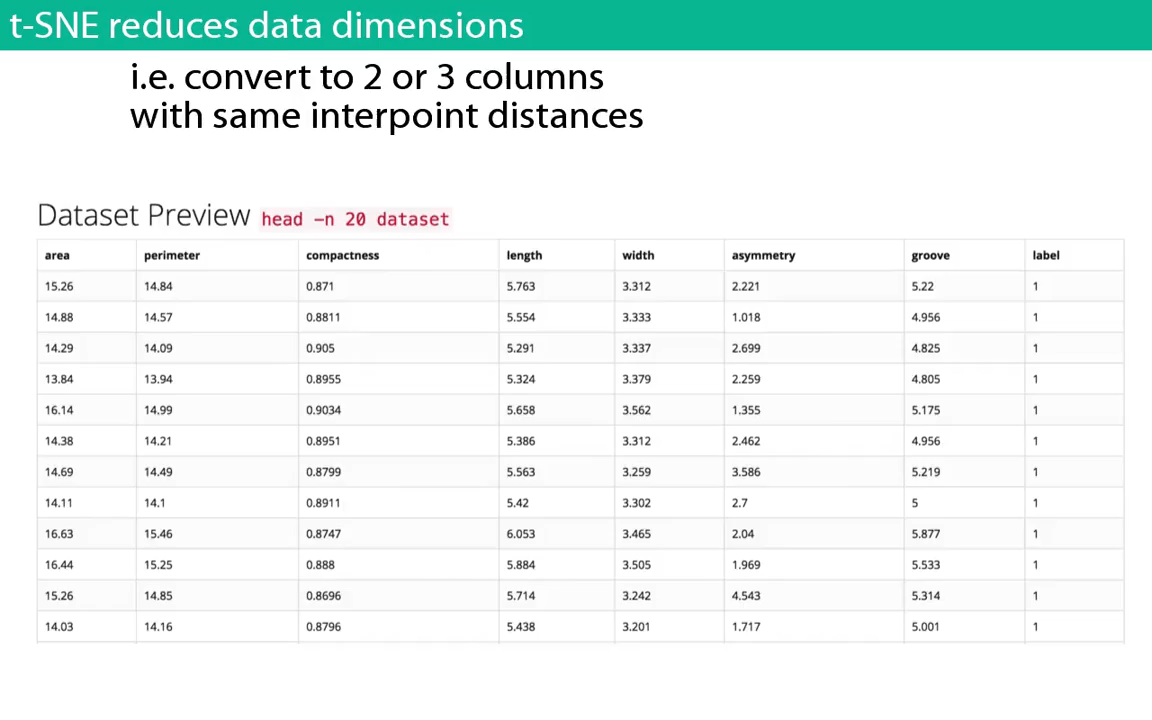 t-SNE reduces data dimensions
i.e. convert to 2 or 3 columns
with same interpoint distances
Dataset Preview head -n 20 dataset
area perimeter compactness length width asymmetry groove label
15.26 14.84 0.871 5.763 3.312 2.221 5.22 1
14.88 14.57 0.8811 5.554 3.333 1.018 4.956 1
14.29 14.09 0.905 5.291 3.337 2.699 4.825 1
13.84 13.94 0.8955 5.324 3.379 2.259 4.805 1
16.14 14.99 0.9034 5.658 3.562 1.355 5.175 1
14.38 14.21 0.8951 5.386 3.312 2.462 4.956 1
14.69 14.49 0.8799 5.563 3.259 3.586 5.219 1
14.11 14.1 0.8911 5.42 3.302 2.7 5 1
16.63 15.46 0.8747 6.053 3.465 2.04 5.877 1
16.44 15.25 0.888 5.884 3.505 1.969 5.533 1
15.26 14.85 0.8696 5.714 3.242 4.543 5.314 1
14.03 14.16 0.8796 5.438 3.201 1.717 5.001 1